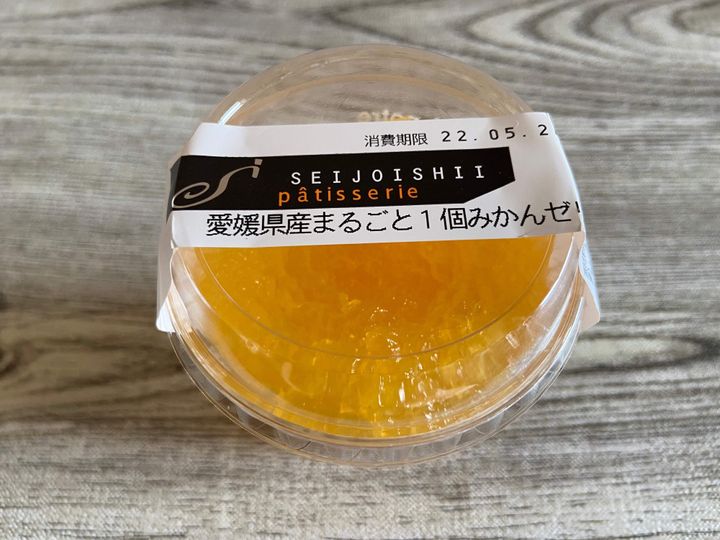 消費期限 22.05.2
SEIJOISHII
pâtisserie
愛媛県産まるごと1個みかんゼ